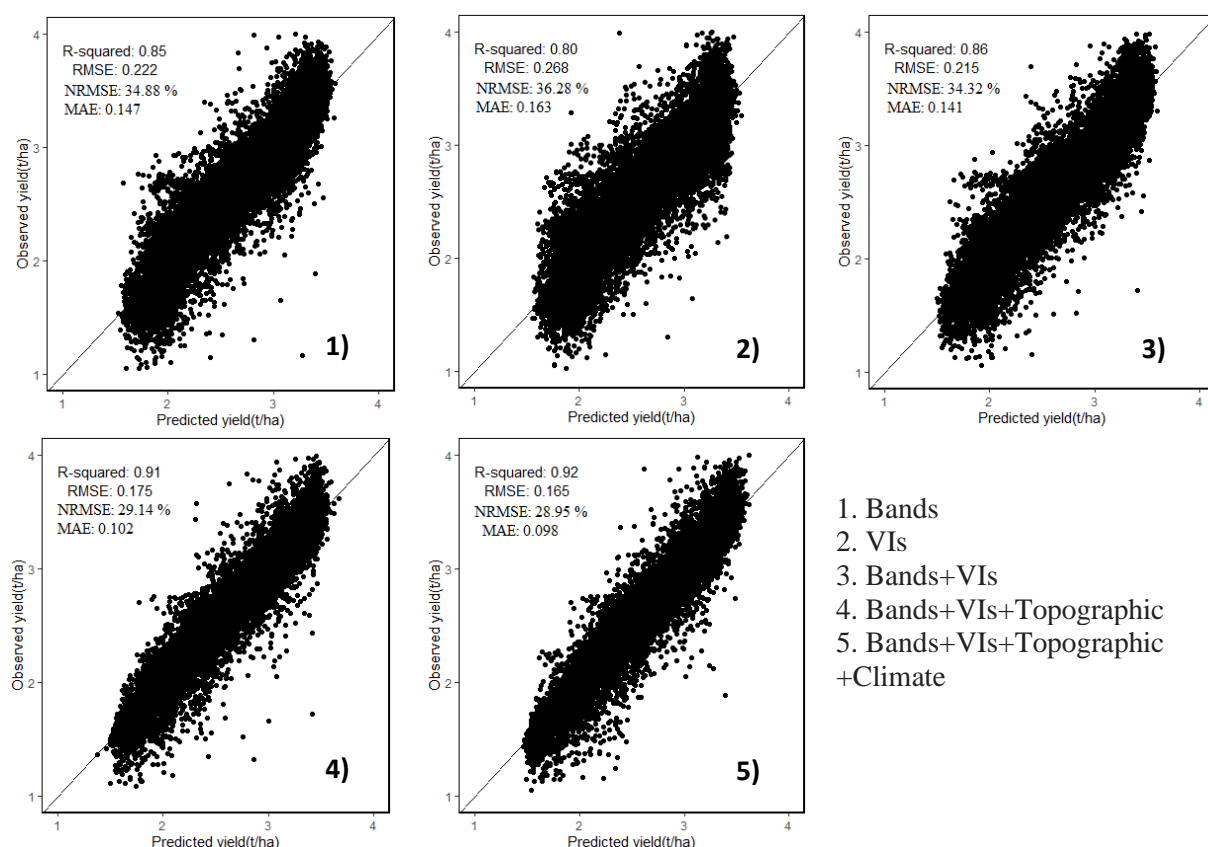 R-squared: 0.85
RMSE: 0.222
NRMSE: 34.88 %
MAE: 0.147
4
3
2
1
Observed yield(t/ha)
1)
1 2 3 4
Predicted yield(t/ha)
R-squared: 0.80
RMSE: 0.268
NRMSE: 36.28 %
MAE: 0.163
4
3
2
1
Observed yield(t/ha)
2)
1 2 3 4
Predicted yield(t/ha)
R-squared: 0.86
RMSE: 0.215
NRMSE: 34.32 %
MAE: 0.141
4
3
2
1
Observed yield(t/ha)
3)
1 2 3 4
Predicted yield(t/ha)
R-squared: 0.91
RMSE: 0.175
NRMSE: 29.14 %
MAE: 0.102
4
3
2
1
Observed yield(t/ha)
4)
1 2 3 4
Predicted yield(t/ha)
R-squared: 0.92
RMSE: 0.165
NRMSE: 28.95 %
MAE: 0.098
4
3
2
1
Observed yield(t/ha)
5)
1 2 3 4
Predicted yield(t/ha)
1. Bands
2. VIs
3. Bands+VIs
4. Bands+VIs+Topographic
5. Bands+VIs+Topographic
+Climate